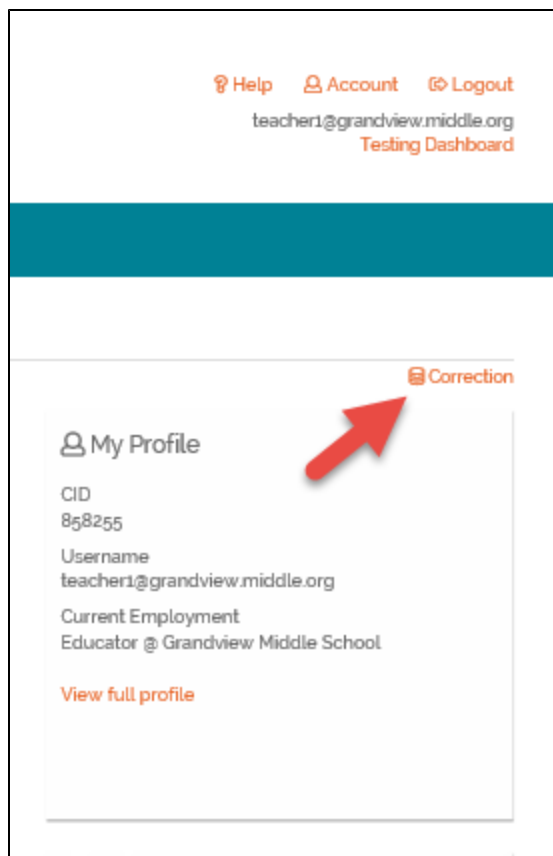 Help Account Logout
teacher1@grandview.middle.org
Testing Dashboard
Correction
My Profile
CID
858255
Username
teacher1@grandview.middle.org
Current Employment
Educator @ Grandview Middle School
View full profile